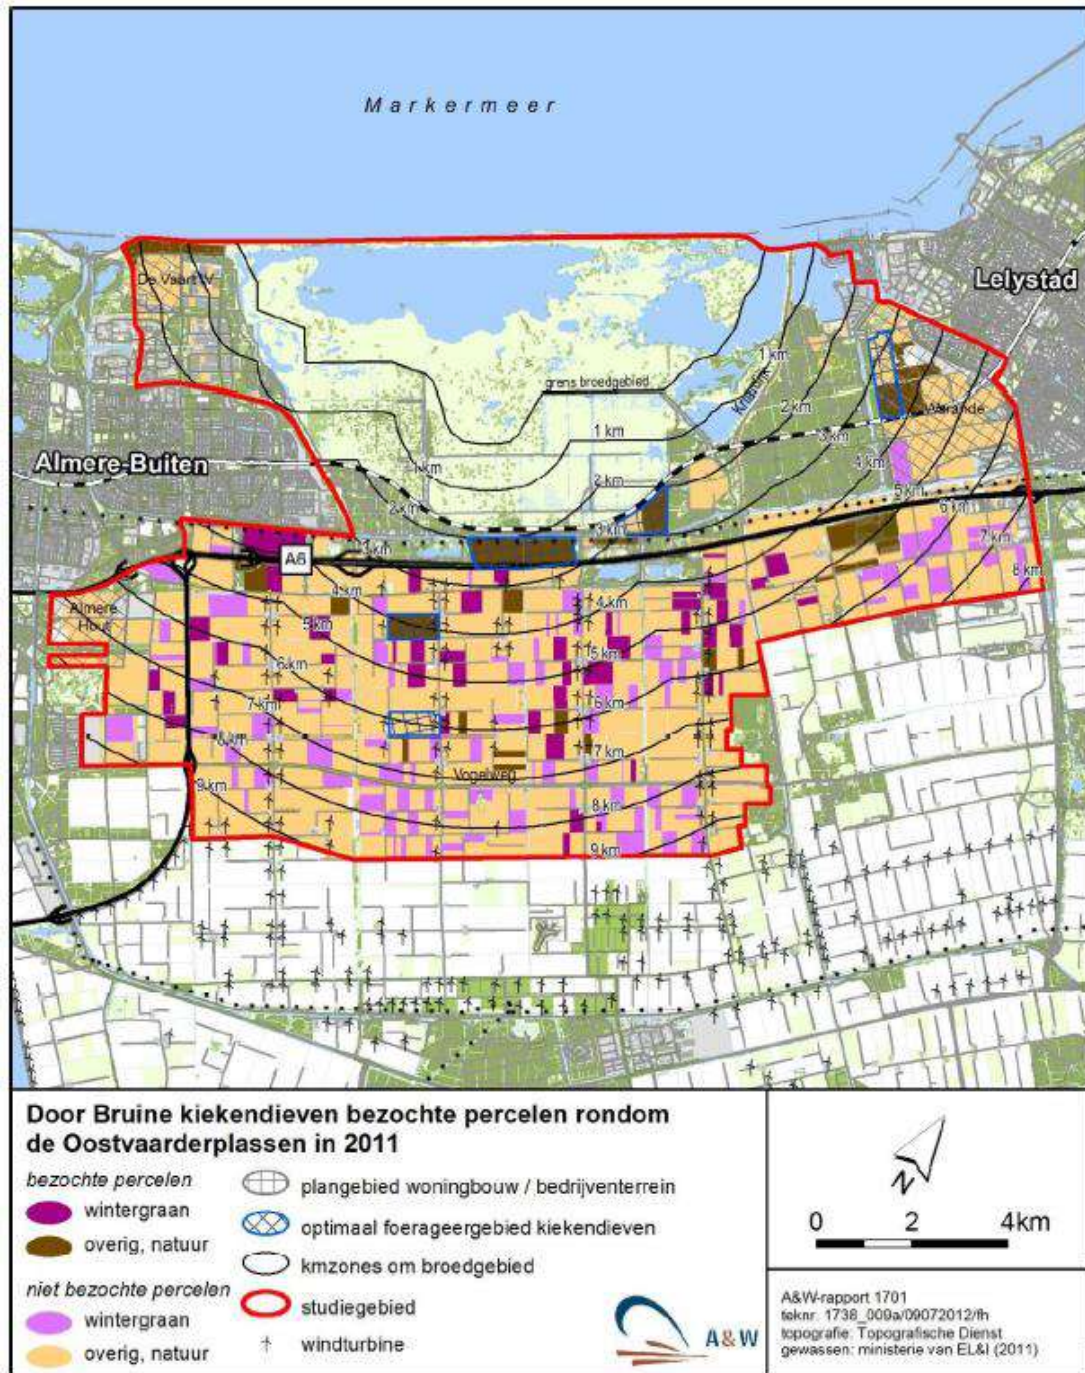 Markermeer
De Vaart IV
Lelystad
1 km
grens broedgebied
Knardijk
2 km
1 km
Warande
3 km
Almere-Buiten
1 km
4 km
2 km
2 km
5 km
6 km
3 km
7 km
A6
3 km
8 km
4 km
4 km
Almere
Hout
5 km
5 km
6 km
6 km
7 km
8 km
7 km
Vogelweg
9 km
8 km
9 km
Door Bruine kiekendieven bezochte percelen rondom
de Oostvaarderplassen in 2011
bezochte percelen
wintergraan
overig, natuur
niet bezochte percelen
wintergraan
overig, natuur
plangebied woningbouw / bedrijventerrein
optimaal foerageergebied kiekendieven
kmzones om broedgebied
studiegebied
windturbine
A&W
N
0 2 4km
A&W-rapport 1701
teknr. 1738_009a/09072012/fh
topografie: Topografische Dienst
gewassen: ministerie van EL&I (2011)